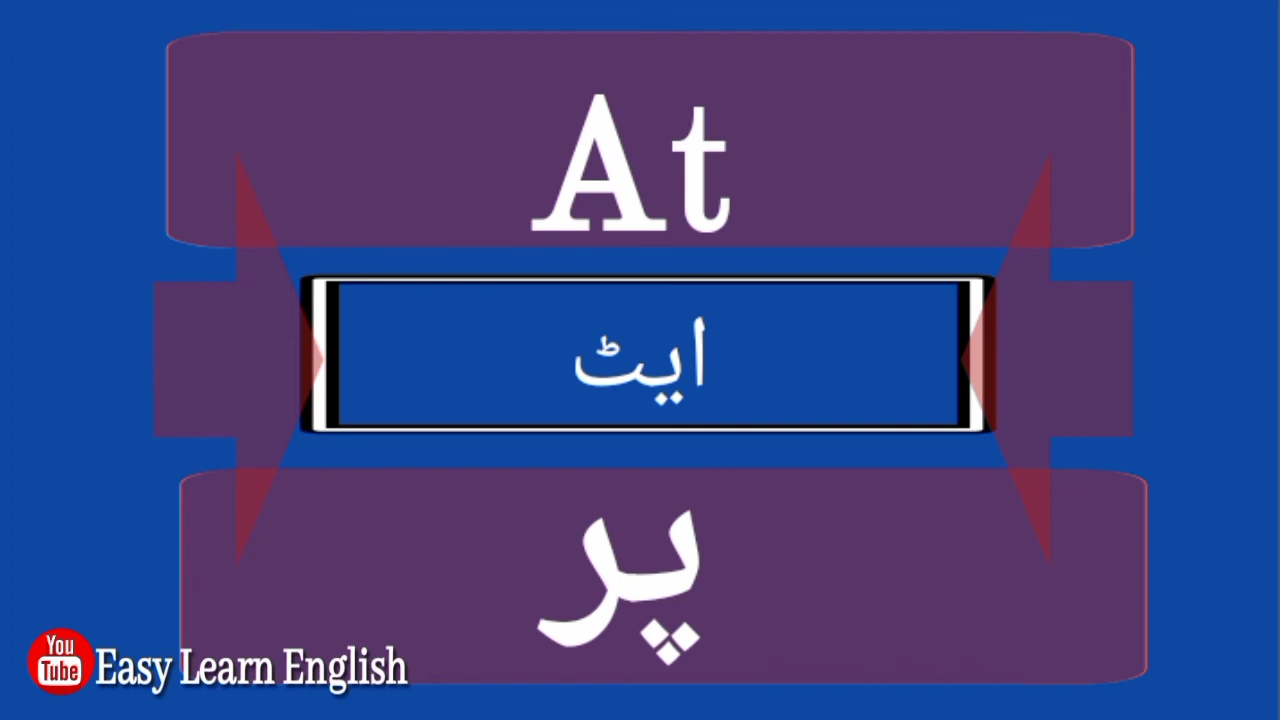 At
ایٹ
پر
You
Tube
Easy Learn English